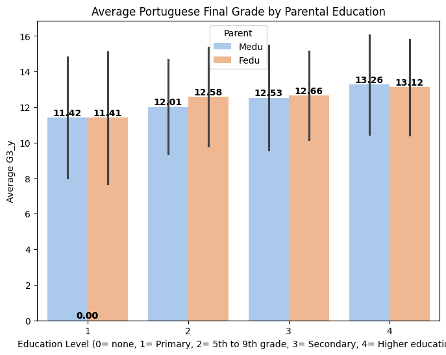 Average Portuguese Final Grade by Parental Education
Parent
Medu
Fedu
16
14
12
10
8
6
4
2
0
Average G3_y
11.42 11.41
12.01 12.58
12.53 12.66
13.26 13.12
0.00
1 2 3 4
Education Level (0= none, 1= Primary, 2= 5th to 9th grade, 3= Secondary, 4= Higher educati